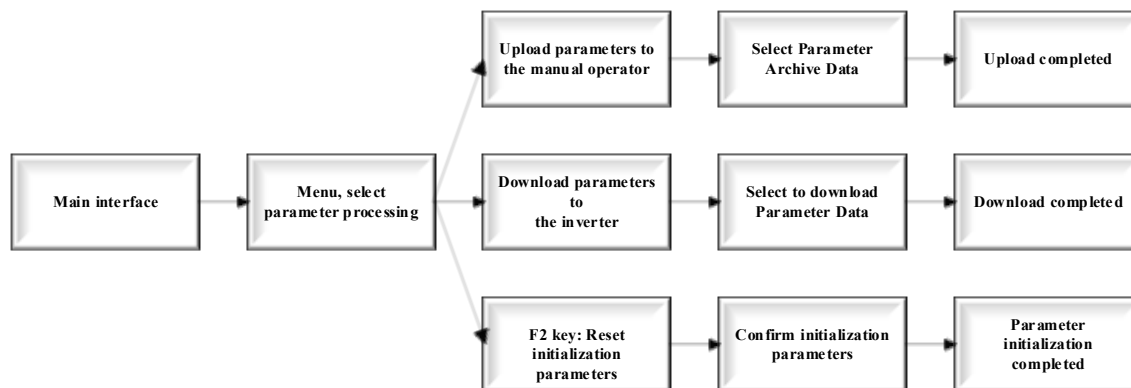 Upload parameters to
the manual operator
Select Parameter
Archive Data
Upload completed
Main interface
Menu, select
parameter processing
Download parameters
to
the inverter
Select to download
Parameter Data
Download completed
F2 key: Reset
initialization
parameters
Confirm initialization
parameters
Parameter
initialization
completed